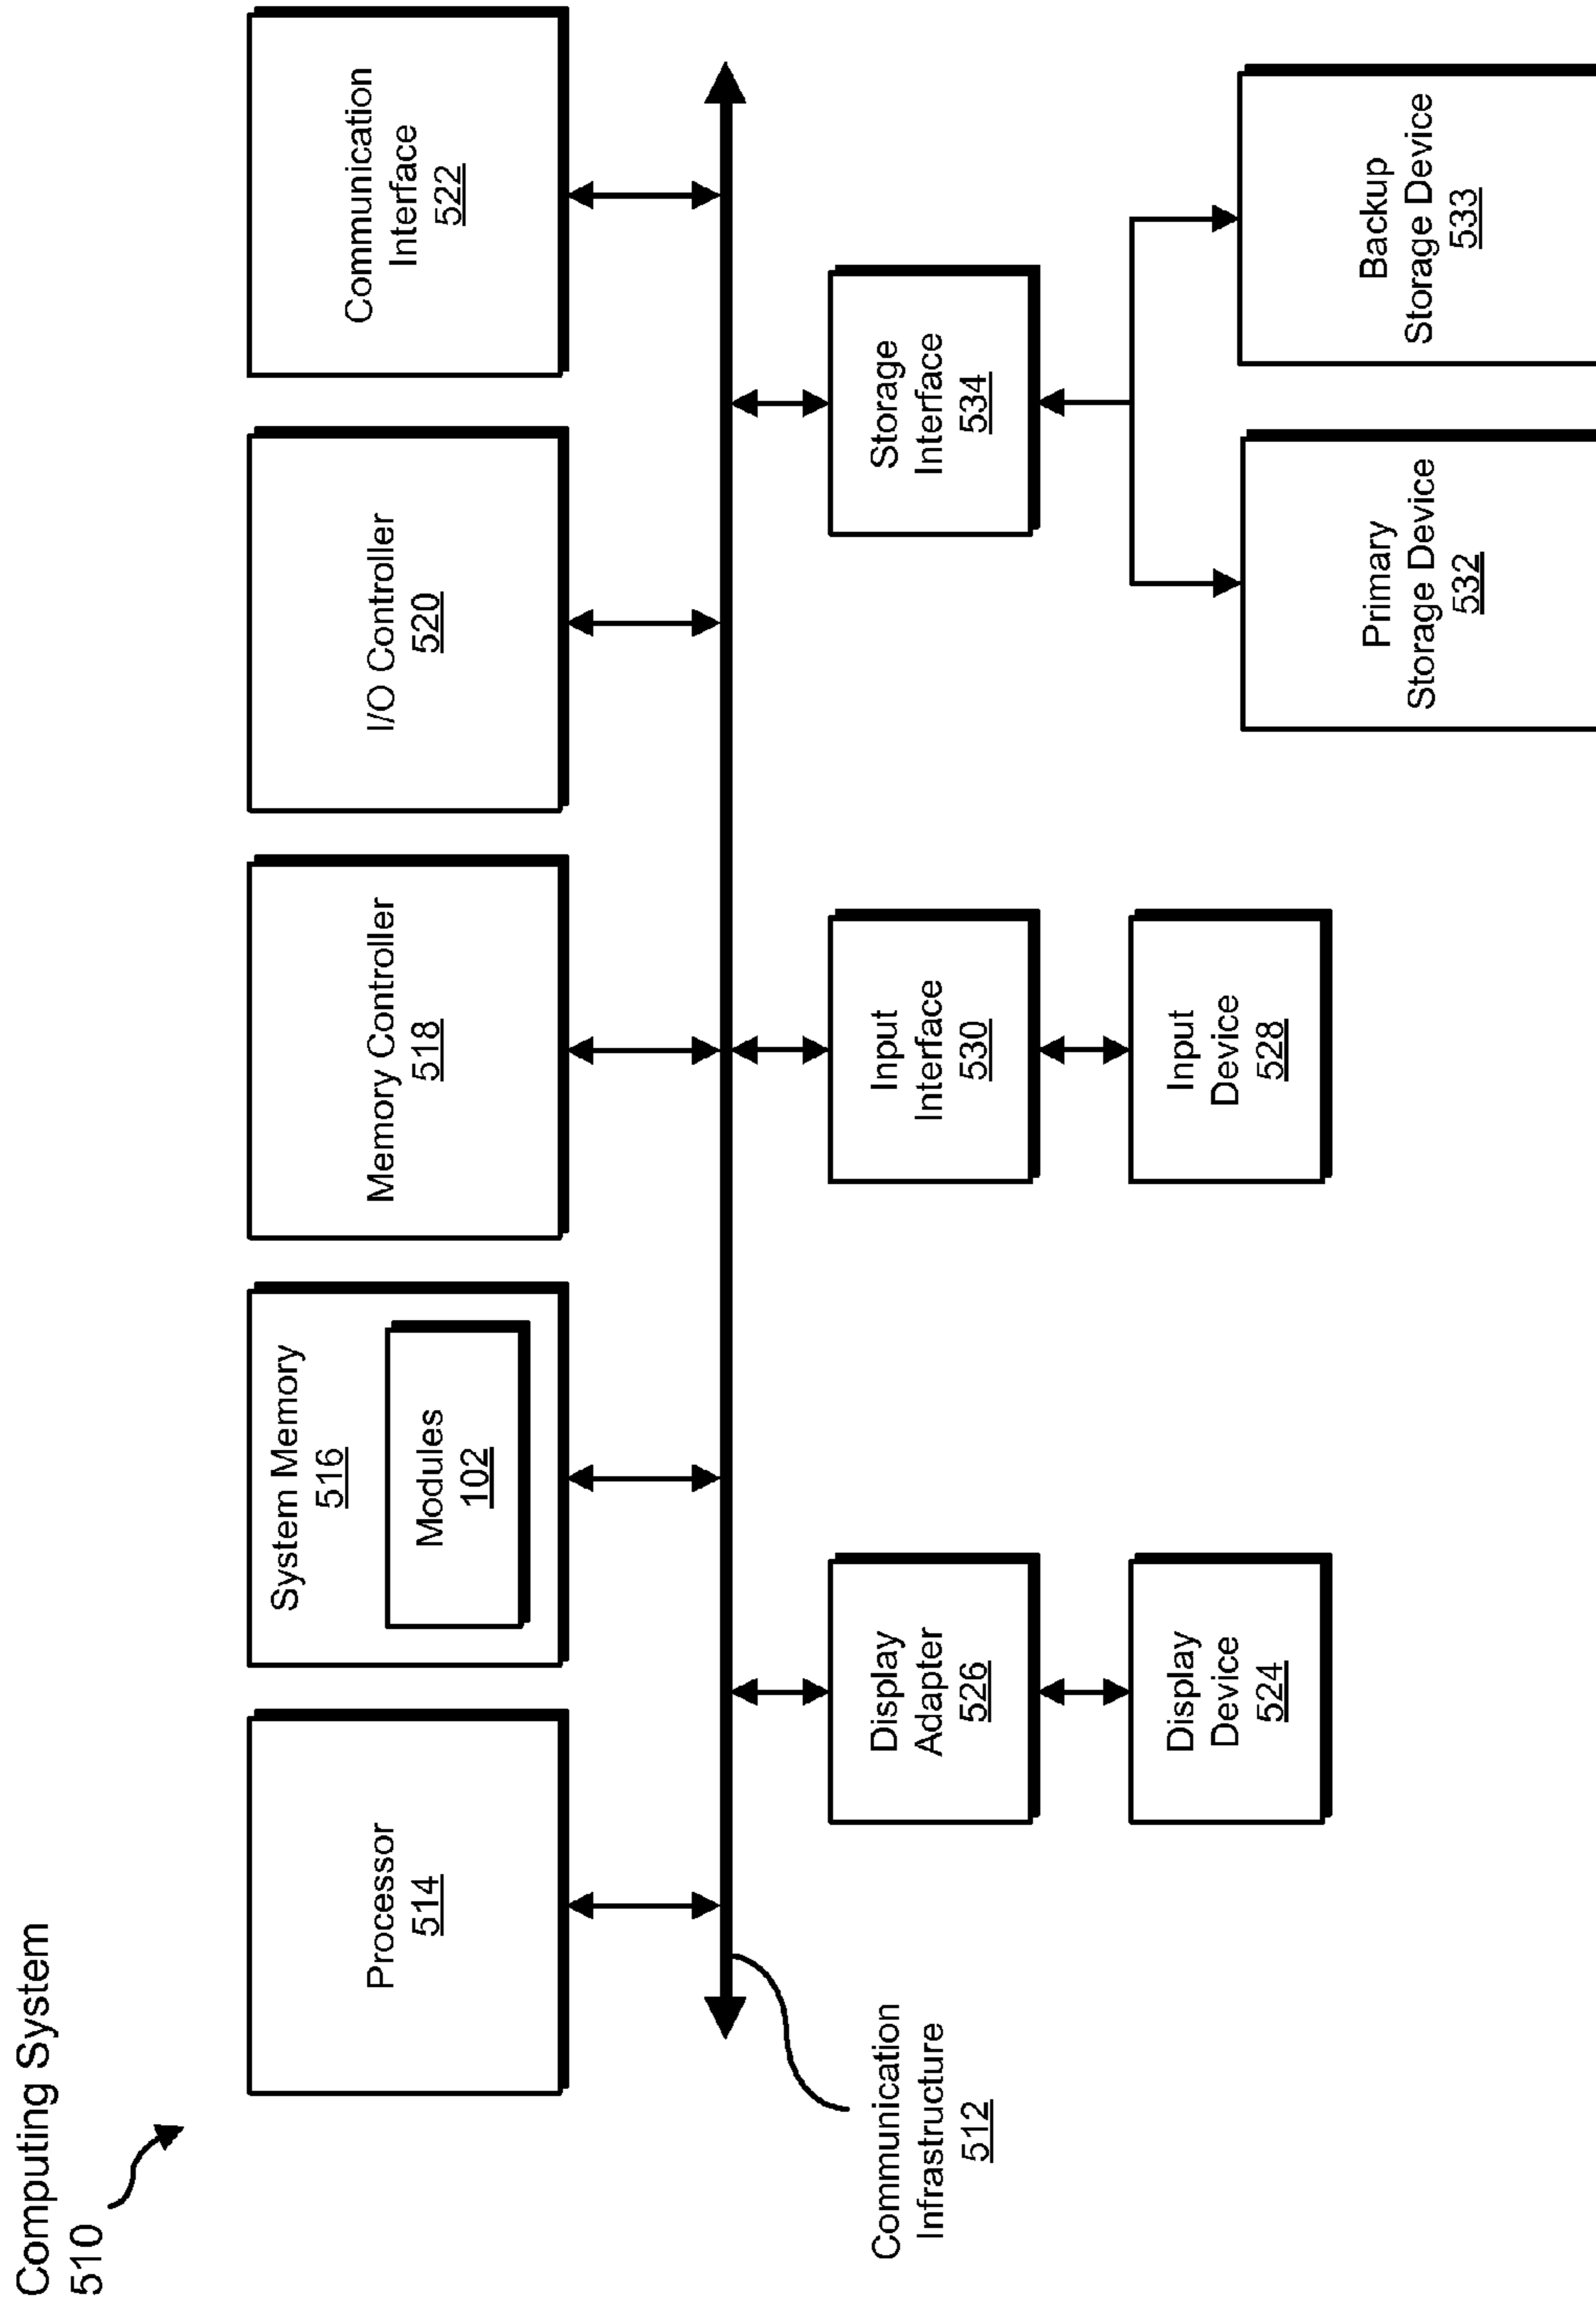 Computing System
510
Processor
514
System Memory
516
Modules
102
Memory Controller
518
I/O Controller
520
Communication
Interface
522
Communication
Infrastructure
512
Display
Adapter
526
Input
Interface
530
Storage
Interface
534
Display
Device
524
Input
Device
528
Primary
Storage Device
532
Backup
Storage Device
533